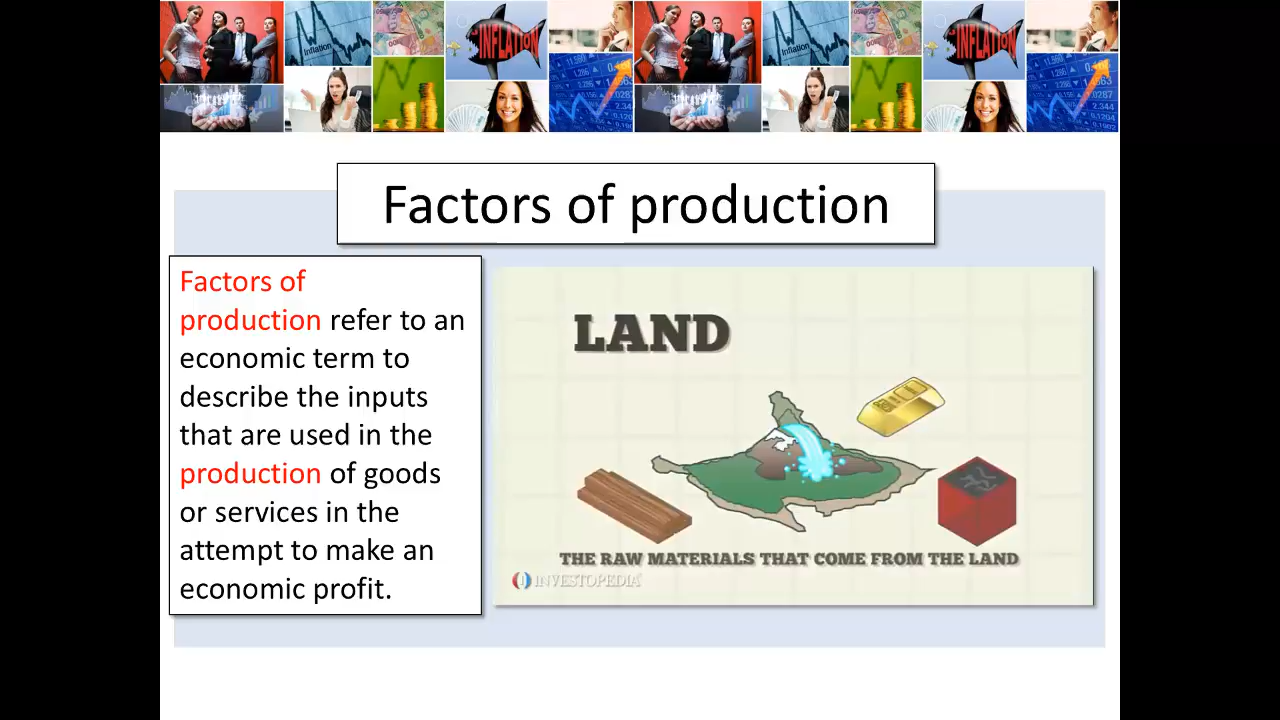 Inflation
INFLATION
Inflation
INFLATION
Factors of production
Factors of
production refer to an
economic term to
describe the inputs
that are used in the
production of goods
or services in the
attempt to make an
economic profit.
LAND
THE RAW MATERIALS THAT COME FROM THE LAND
INVESTOPEDIA